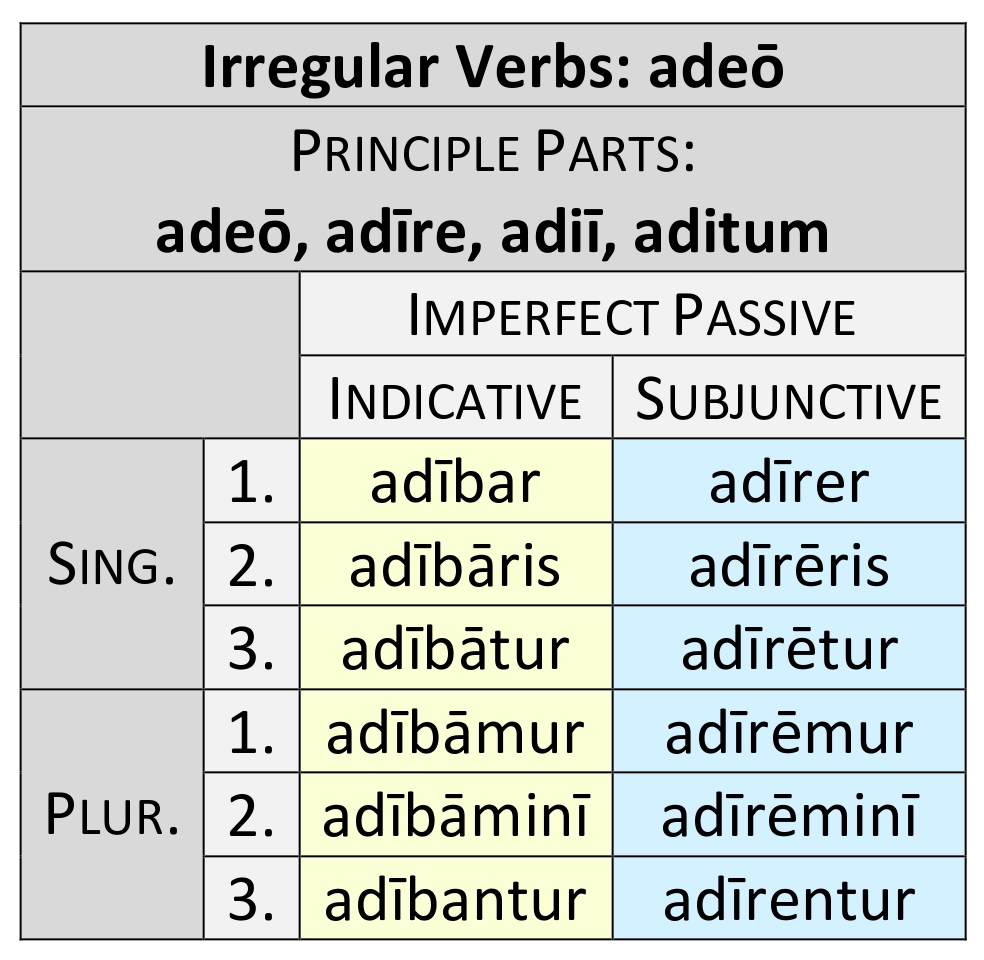 Irregular Verbs: adeō
PRINCIPLE PARTS:
adeō, adīre, adiī, aditum
IMPERFECT PASSIVE
INDICATIVE SUBJUNCTIVE
SING. 1. adībar adīrer
2. adībāris adīrēris
3. adībātur adīrētur
PLUR. 1. adībāmur adīrēmur
2. adībāminī adīrēminī
3. adībantur adīrentur